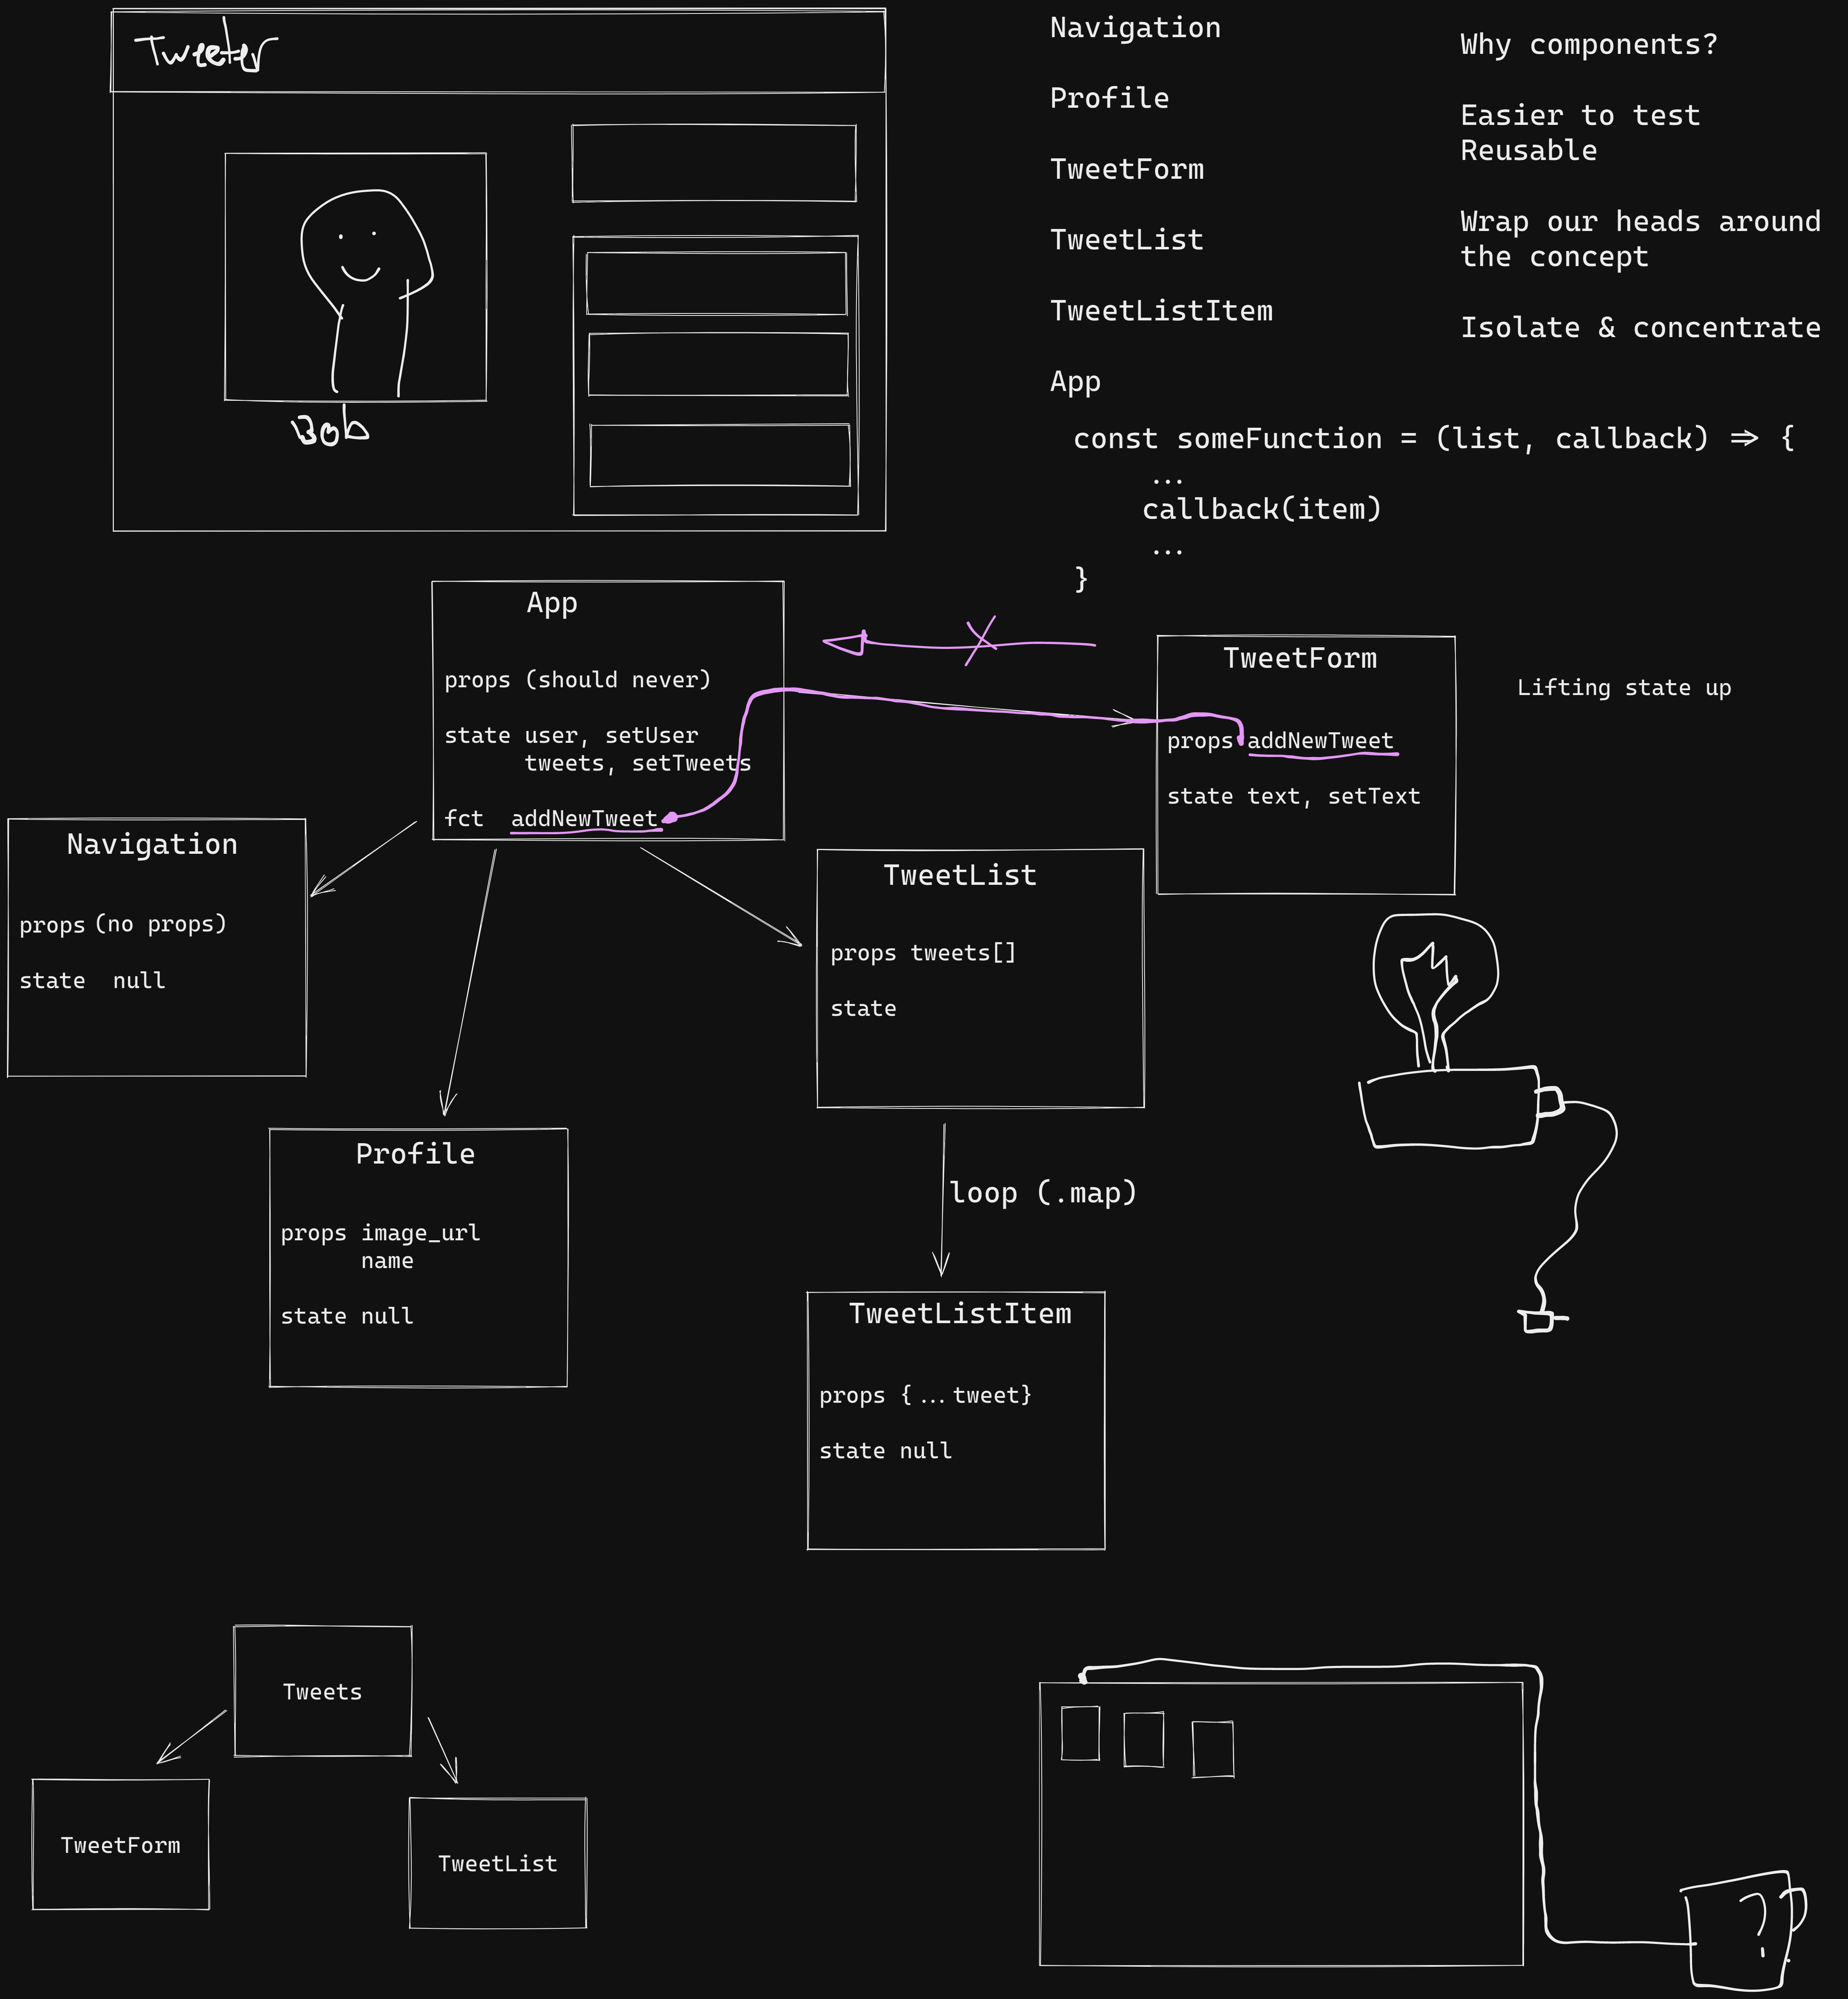 Tweeter
Bob
Navigation
Profile
TweetForm
TweetList
TweetListItem
App
Why components?
Easier to test
Reusable
Wrap our heads around
the concept
Isolate & concentrate
const someFunction = (list, callback) => {
...
callback(item)
...
}
App
props (should never)
state user, setUser
tweets, setTweets
fct addNewTweet
TweetForm
props addNewTweet
state text, setText
Lifting state up
Navigation
props (no props)
state null
TweetList
props tweets[]
state
Profile
props image_url
name
state null
loop (.map)
TweetListItem
props {...tweet}
state null
Tweets
TweetForm
TweetList
?